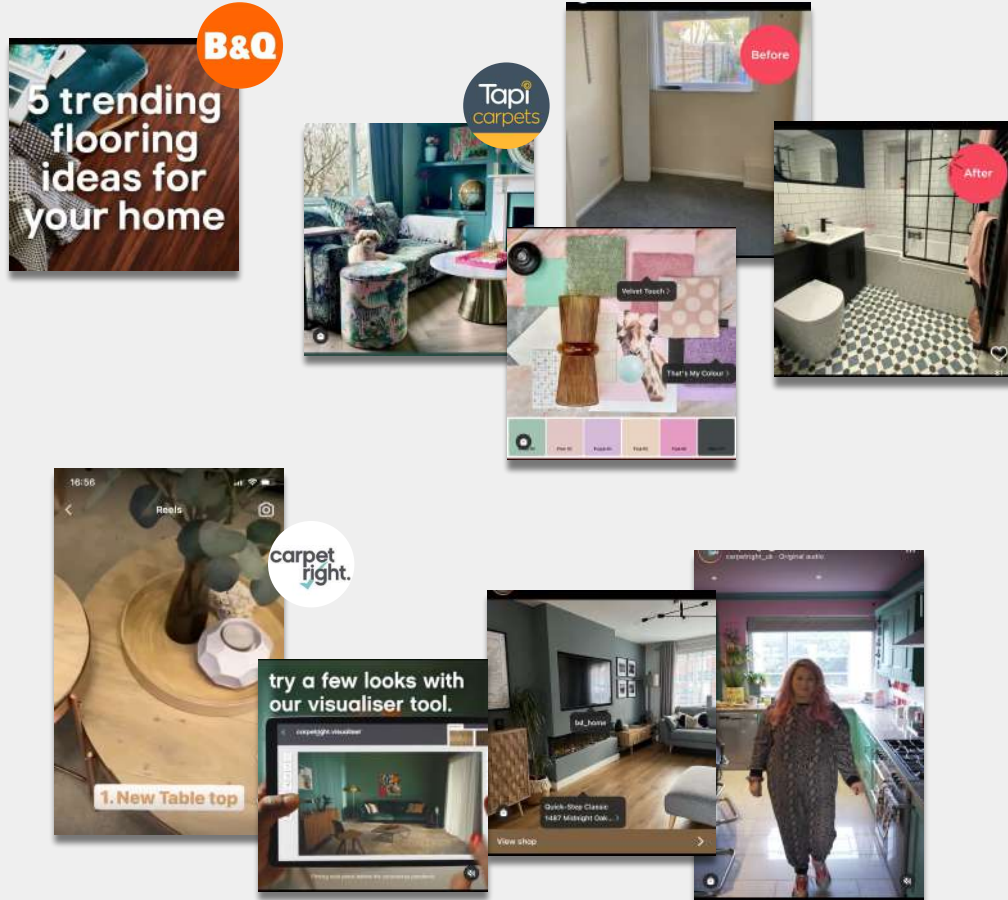 B&Q
5 trending
flooring
ideas for
your home
Tapi
carpets
Before
After
Velvet Touch >
That's My Colour >
81
16:56
Reels
1. New Table top
carpet
right.
try a few looks with
our visualiser tool.
carpetright visualiser
Quick-Step Classic
1487 Midnight Oak... >
View shop
carpetright_uk · Original audio